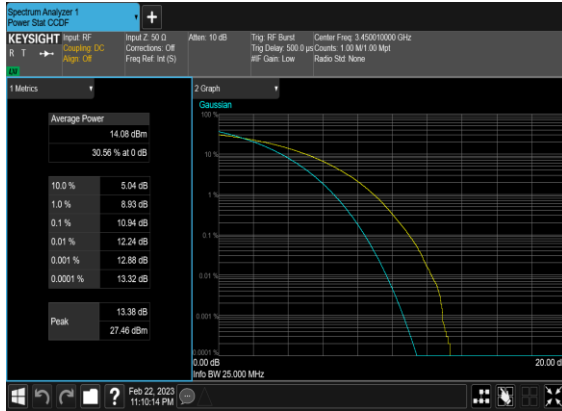 Spectrum Analyzer 1
Power Stat CCDF
+
KEYSIGHT
R T
LU
Input: RF
Coupling: DC
Align: Off
Input Z: 50 Ω
Corrections: Off
Freq Ref: Int (S)
Atten: 10 dB
Trig: RF Burst
Trig Delay: 500.0 µs
#IF Gain: Low
Center Freq: 3.450010000 GHz
Counts: 1.00 M/1.00 Mpt
Radio Std: None
1 Metrics
Average Power
14.08 dBm
30.56 % at 0 dB
10.0 % 5.04 dB
1.0 % 8.93 dB
0.1 % 10.94 dB
0.01 % 12.24 dB
0.001 % 12.88 dB
0.0001 % 13.32 dB
Peak
13.38 dB
27.46 dBm
2 Graph
Gaussian
100 %
10 %
1 %
0.1 %
0.01 %
0.001 %
0.0001 %
0.00 dB
20.00 d
Info BW 25.000 MHz
?
Feb 22, 2023
11:10:14 PM